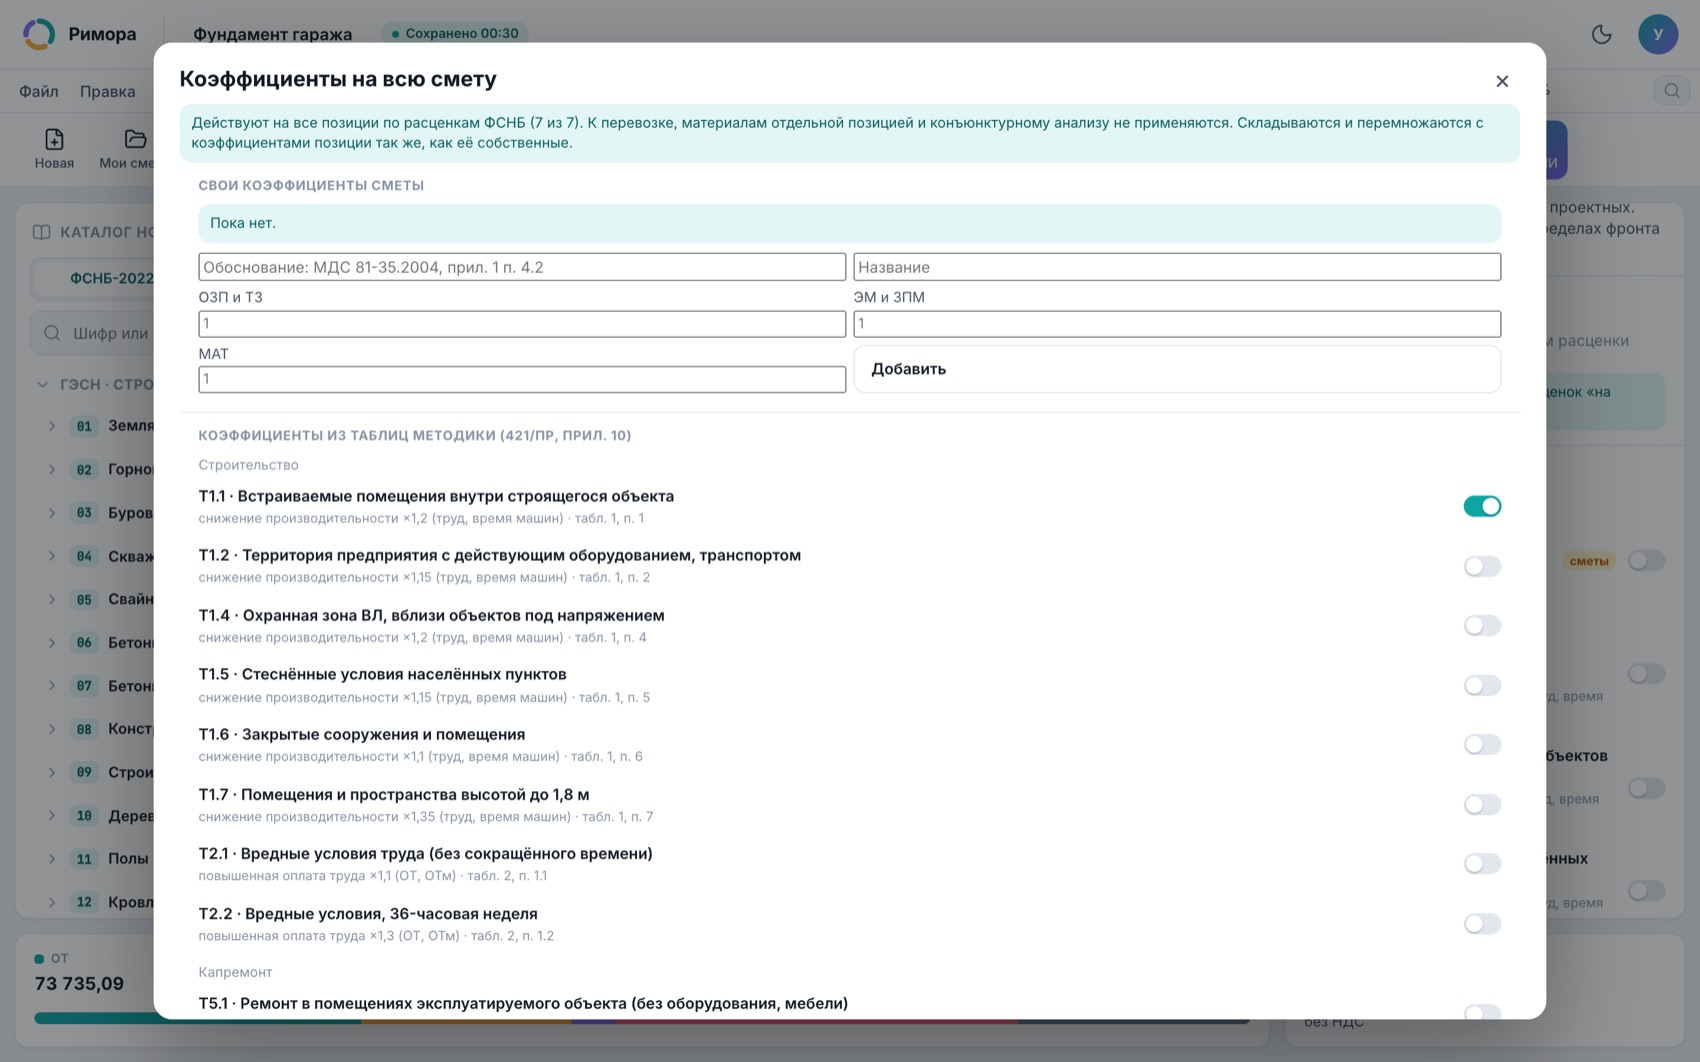 Римора
Фундамент гаража
Сохранено 00:30
У
Файл
Правка
Новая
Мои сме
КАТАЛОГ НО
ФСНБ-2022
Шифр или
ГЭСН · СТРО
01 Земля
02 Горно
03 Буров
04 Скваж
05 Свайн
06 Бетон
07 Бетон
08 Конст
09 Строи
10 Дерев
11 Полы
12 Кровл
Коэффициенты на всю смету
Действуют на все позиции по расценкам ФСНБ (7 из 7). К перевозке, материалам отдельной позицией и конъюнктурному анализу не применяются. Складываются и перемножаются с
коэффициентами позиции так же, как её собственные.
СВОИ КОЭФФИЦИЕНТЫ СМЕТЫ
Пока нет.
Обоснование: МДС 81-35.2004, прил. 1 п. 4.2
Название
ОЗП и ТЗ
ЭМ и ЗПМ
1
1
МАТ
1
Добавить
КОЭФФИЦИЕНТЫ ИЗ ТАБЛИЦ МЕТОДИКИ (421/ПР, ПРИЛ. 10)
Строительство
Т1.1 · Встраиваемые помещения внутри строящегося объекта
снижение производительности ×1,2 (труд, время машин) · табл. 1, п. 1
Т1.2 · Территория предприятия с действующим оборудованием, транспортом
снижение производительности ×1,15 (труд, время машин) · табл. 1, п. 2
Т1.4 · Охранная зона ВЛ, вблизи объектов под напряжением
снижение производительности ×1,2 (труд, время машин) · табл. 1, п. 4
Т1.5 · Стеснённые условия населённых пунктов
снижение производительности ×1,15 (труд, время машин) · табл. 1, п. 5
Т1.6 · Закрытые сооружения и помещения
снижение производительности ×1,1 (труд, время машин) · табл. 1, п. 6
Т1.7 · Помещения и пространства высотой до 1,8 м
снижение производительности ×1,35 (труд, время машин) · табл. 1, п. 7
Т2.1 · Вредные условия труда (без сокращённого времени)
повышенная оплата труда ×1,1 (ОТ, ОТм) · табл. 2, п. 1.1
Т2.2 · Вредные условия, 36-часовая неделя
повышенная оплата труда ×1,3 (ОТ, ОТм) · табл. 2, п. 1.2
Капремонт
Т5.1 · Ремонт в помещениях эксплуатируемого объекта (без оборудования, мебели)
проектных.
еделах фронта
м расценки
ценок «на
сметы
уд, время
бъектов
д, время
ённых
уд, время
ОТ
73 735,09
без НДС